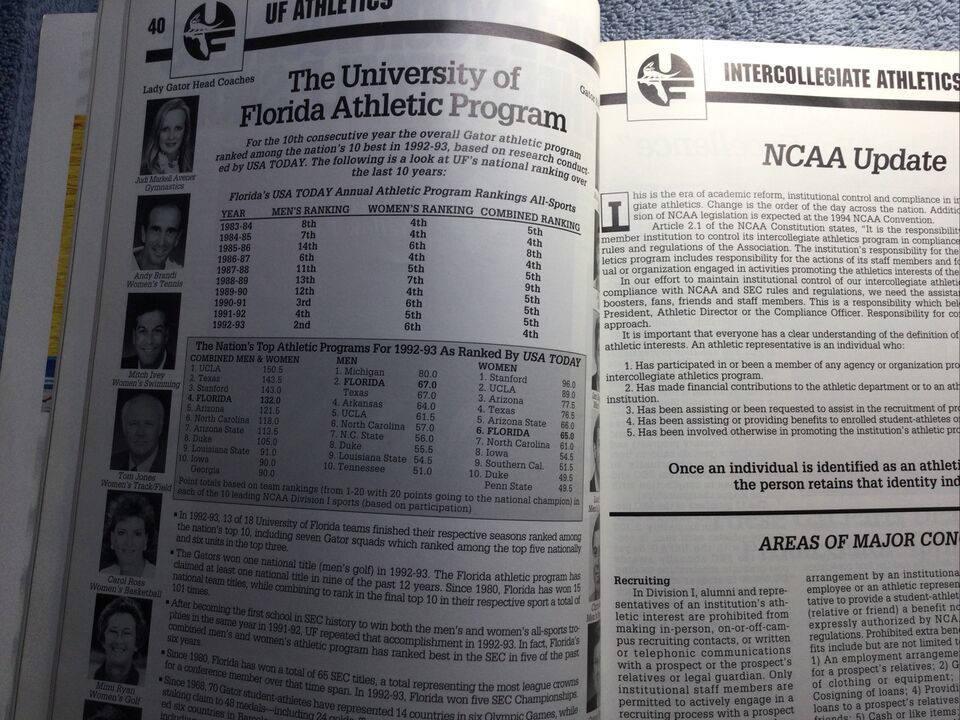 40
UF ATHLETICS
Lady Gator Head Coaches
The University of
Florida Athletic Program
For the 10th consecutive year the overall Gator athletic program
ranked among the nation's 10 best in 1992-93, based on research conduct-
ed by USA TODAY. The following is a look at UF's national ranking over
the last 10 years:
Florida's USA TODAY Annual Athletic Program Rankings All-Sports
YEAR MEN'S RANKING WOMEN'S RANKING COMBINED RANKING
1983-84 8th 4th 5th
1984-85 7th 4th 4th
1985-86 14th 6th 8th
1986-87 6th 4th 4th
1987-88 11th 5th 9th
1988-89 13th 7th 5th
1989-90 12th 4th 5th
1990-91 3rd 6th 5th
1991-92 4th 5th 5th
1992-93 2nd 6th 4th
The Nation's Top Athletic Programs For 1992-93 As Ranked By USA TODAY
COMBINED MEN & WOMEN
1. UCLA 150.5
2. Texas 143.5
3. Stanford 143.0
4. FLORIDA 132.0
5. Arizona 121.5
6. North Carolina 118.0
7. Arizona State 113.5
8. Duke 105.0
9. Louisiana State 91.0
10. Iowa 90.0
Georgia 90.0
MEN
1. Michigan 80.0
2. FLORIDA 67.0
Texas 67.0
4. Arkansas 64.0
5. UCLA 61.5
6. North Carolina 57.0
7. N.C. State 56.0
8. Duke 55.5
9. Louisiana State 54.5
10. Tennessee 51.0
WOMEN
1. Stanford 96.0
2. UCLA 89.0
3. Arizona 77.5
4. Texas 76.5
5. Arizona State 66.0
6. FLORIDA 65.0
7. North Carolina 61.0
8. Iowa 54.5
9. Southern Cal. 51.5
10. Duke 49.5
Penn State 49.5
Point totals based on team rankings (from 1-20 with 20 points going to the national champion) in
each of the 10 leading NCAA Division I sports (based on participation)
▪ In 1992-93, 13 of 18 University of Florida teams finished their respective seasons ranked among
the nation's top 10, including seven Gator squads which ranked among the top five nationally
and six units in the top three.
▪ The Gators won one national title (men's golf) in 1992-93. The Florida athletic program has
claimed at least one national title in nine of the past 12 years. Since 1980, Florida has won 15
national team titles, while combining to rank in the final top 10 in their respective sport a total of
101 times.
▪ After becoming the first school in SEC history to win both the men's and women's all-sports tro-
phies in the same year in 1991-92, UF repeated that accomplishment in 1992-93. In fact, Florida's
combined men's and women's athletic program has ranked best in the SEC in five of the past
six years.
▪ Since 1980, Florida has won a total of 65 SEC titles, a total representing the most league crowns
for a conference member over that time span. In 1992-93, Florida won five SEC Championships.
▪ Since 1968, 70 Gator student-athletes have represented 14 countries in six Olympic Games, while
staking claim to 48 medals—including 24
ed six countries in
Judi Markell Avener
Gymnastics
Andy Brandi
Women's Tennis
Mitch Ivey
Women's Swimming
Tom Jones
Women's Track/Field
Carol Ross
Women's Basketball
Mimi Ryan
Women's Golf
INTERCOLLEGIATE ATHLETICS
NCAA Update
This is the era of academic reform, institutional control and compliance in
giate athletics. Change is the order of the day across the nation.
sion of NCAA legislation is expected at the 1994 NCAA Convention.
Article 2.1 of the NCAA Constitution states, "It is the responsibility
member institution to control its intercollegiate athletics program in compliance
rules and regulations of the Association. The institution's responsibility for the
letics program includes responsibility for the actions of its staff members and
ual or organization engaged in activities promoting the athletics interests of the
In our effort to maintain institutional control of our intercollegiate
compliance with NCAA and SEC rules and regulations, we need the
boosters, fans, friends and staff members. This is a responsibility which
President, Athletic Director or the Compliance Officer. Responsibility for
approach.
It is important that everyone has a clear understanding of the definition of
athletic interests. An athletic representative is an individual who:
1. Has participated in or been a member of any agency or organization
intercollegiate athletics program.
2. Has made financial contributions to the athletic department or to an
institution.
3. Has been assisting or been requested to assist in the recruitment of
4. Has been assisting or providing benefits to enrolled student-athletes
5. Has been involved otherwise in promoting the institution's athletic
Once an individual is identified as an
the person retains that identity
AREAS OF MAJOR
Recruiting
In Division I, alumni and repre-
sentatives of an institution's ath-
letic interests are prohibited from
making in-person, on-or-off-cam-
pus recruiting contacts, or written
or telephonic communications
with a prospect or the prospect's
relatives or legal guardian. Only
institutional staff members are
permitted to actively engage in a
recruiting process with a prospect
arrangement by an institutional
employee or an athletic
tative to provide a
(relative or friend) a benefit
expressly authorized by
regulations. Prohibited extra
fits include but are not limited
1) An employment
for a prospect's relatives; 2)
of clothing or equipment;
Cosigning of loans; 4)
loans to a prospect's